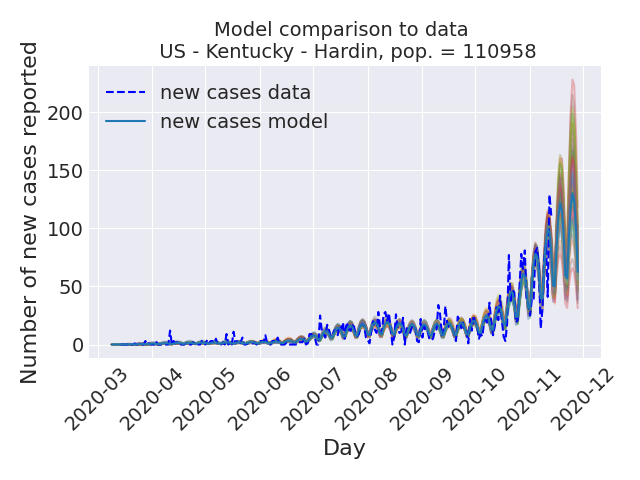 Model comparison to data
US - Kentucky - Hardin, pop. = 110958
Number of new cases reported
new cases data
new cases model
200
150
100
50
0
2020-03
2020-04
2020-05
2020-06
2020-07
2020-08
2020-09
2020-10
2020-11
2020-12
Day